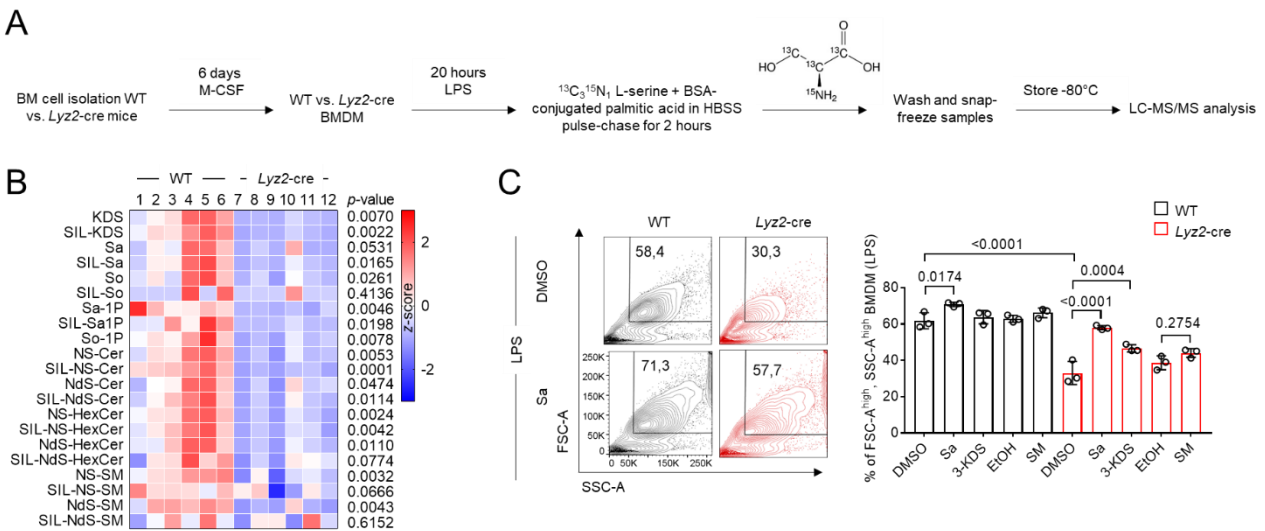 A
BM cell isolation WT
vs. Lyz2-cre mice
6 days
M-CSF
WT vs. Lyz2-cre
BMDM
20 hours
LPS
13C3 15N1 L-serine + BSA-
conjugated palmitic acid in HBSS
pulse-chase for 2 hours
O
13C
13C
13C
HO
OH
15NH2
Wash and snap-
freeze samples
Store -80°C
LC-MS/MS analysis
B
WT
Lyz2-cre
1 2 3 4 5 6 7 8 9 10 11 12 p-value
KDS 0.0070
SIL-KDS 0.0022
Sa 0.0531
SIL-Sa 0.0165
So 0.0261
SIL-So 0.4136
Sa-1P 0.0046
SIL-Sa1P 0.0198
So-1P 0.0078
NS-Cer 0.0053
SIL-NS-Cer 0.0001
NdS-Cer 0.0474
SIL-NdS-Cer 0.0114
NS-HexCer 0.0024
SIL-NS-HexCer 0.0042
NdS-HexCer 0.0110
SIL-NdS-HexCer 0.0774
NS-SM 0.0032
SIL-NS-SM 0.0666
NdS-SM 0.0043
SIL-NdS-SM 0.6152
2
0
-2
z-score
C
WT
Lyz2-cre
LPS
DMSO
Sa
58,4
30,3
71,3
57,7
250K
200K
150K
100K
50K
0
0 50K 150K 250K
FSC-A
SSC-A
WT
Lyz2-cre
% of FSC-Ahigh, SSC-Ahigh BMDM (LPS)
80
60
40
20
0
<0.0001
0.0174
0.0004
<0.0001
0.2754
DMSO
Sa
3-KDS
EtOH
SM
DMSO
Sa
3-KDS
EtOH
SM